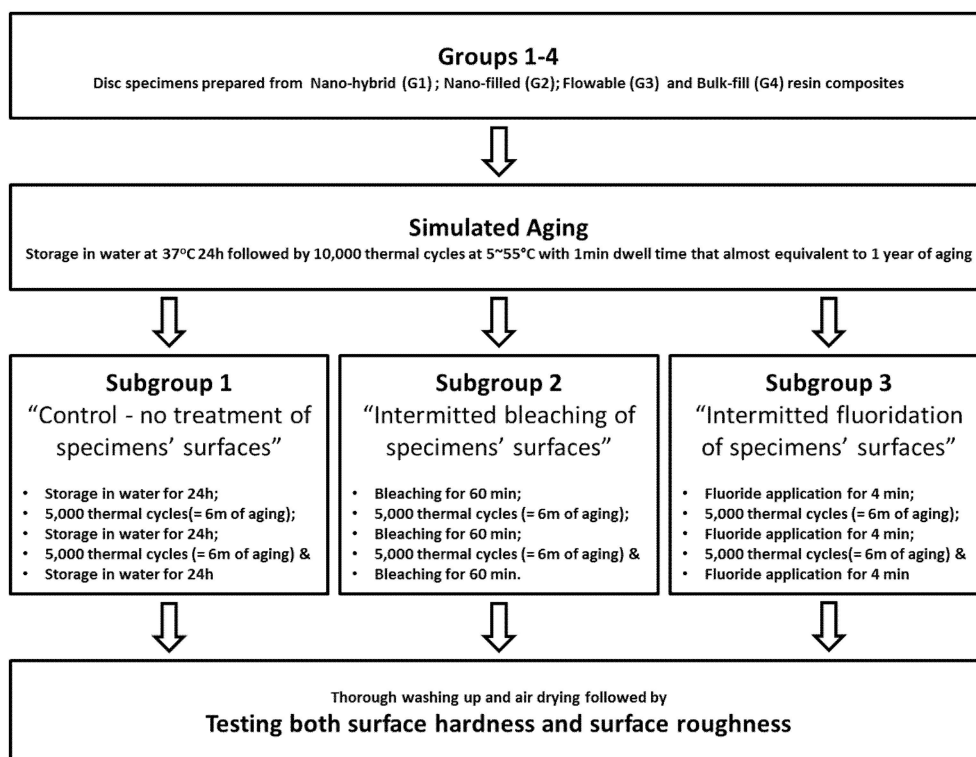 Groups 1-4
Disc specimens prepared from Nano-hybrid (G1) ; Nano-filled (G2); Flowable (G3) and Bulk-fill (G4) resin composites
Simulated Aging
Storage in water at 37°C 24h followed by 10,000 thermal cycles at 5~55°C with 1min dwell time that almost equivalent to 1 year of aging
Subgroup 1
“Control - no treatment of
specimens’ surfaces”
• Storage in water for 24h;
• 5,000 thermal cycles(= 6m of aging);
• Storage in water for 24h;
• 5,000 thermal cycles (= 6m of aging) &
• Storage in water for 24h
Subgroup 2
“Intermitted bleaching of
specimens’ surfaces”
• Bleaching for 60 min;
• 5,000 thermal cycles (= 6m of aging);
• Bleaching for 60 min;
• 5,000 thermal cycles (= 6m of aging) &
• Bleaching for 60 min.
Subgroup 3
“Intermitted fluoridation
of specimens’ surfaces”
• Fluoride application for 4 min;
• 5,000 thermal cycles (= 6m of aging);
• Fluoride application for 4 min;
• 5,000 thermal cycles(= 6m of aging) &
• Fluoride application for 4 min
Thorough washing up and air drying followed by
Testing both surface hardness and surface roughness